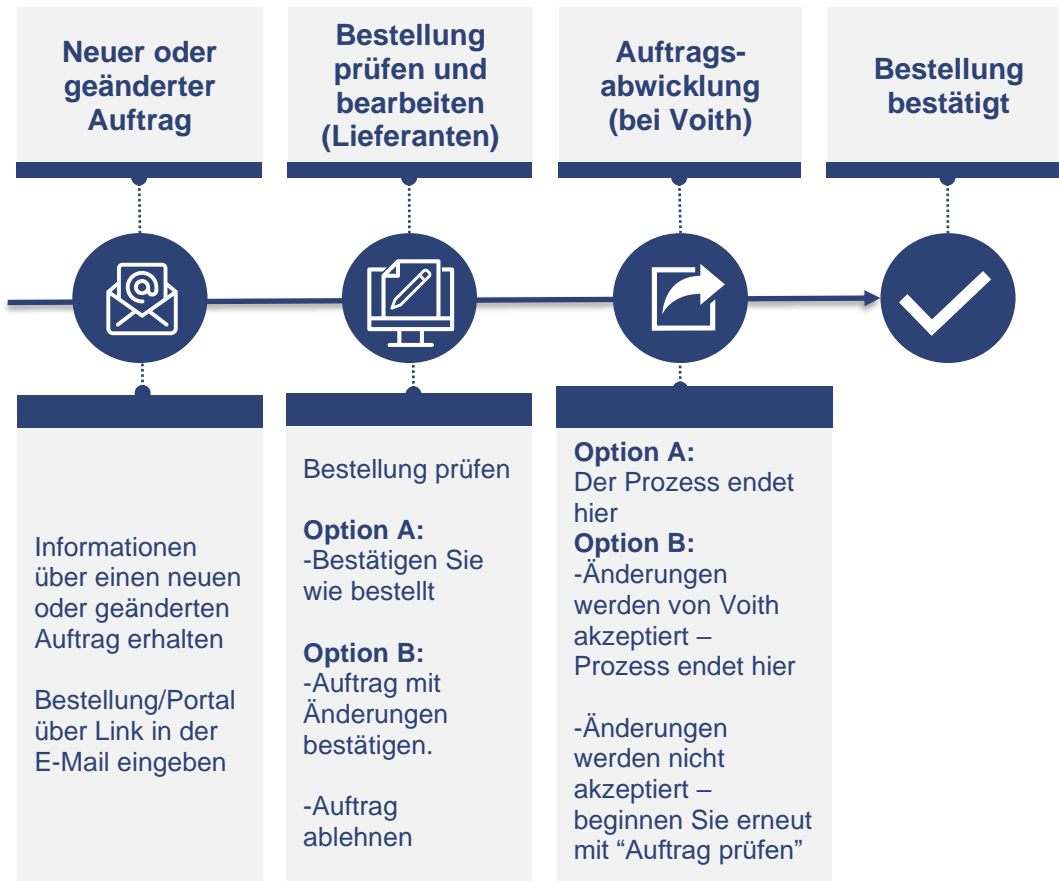 Neuer oder
geänderter
Auftrag
Bestellung
prüfen und
bearbeiten
(Lieferanten)
Auftrags-
abwicklung
(bei Voith)
Bestellung
bestätigt
@
Informationen
über einen neuen
oder geänderten
Auftrag erhalten
Bestellung/Portal
über Link in der
E-Mail eingeben
Bestellung prüfen
Option A:
-Bestätigen Sie
wie bestellt
Option B:
-Auftrag mit
Änderungen
bestätigen.
-Auftrag
ablehnen
Option A:
Der Prozess endet
hier
Option B:
-Änderungen
werden von Voith
akzeptiert –
Prozess endet hier
-Änderungen
werden nicht
akzeptiert –
beginnen Sie erneut
mit “Auftrag prüfen”